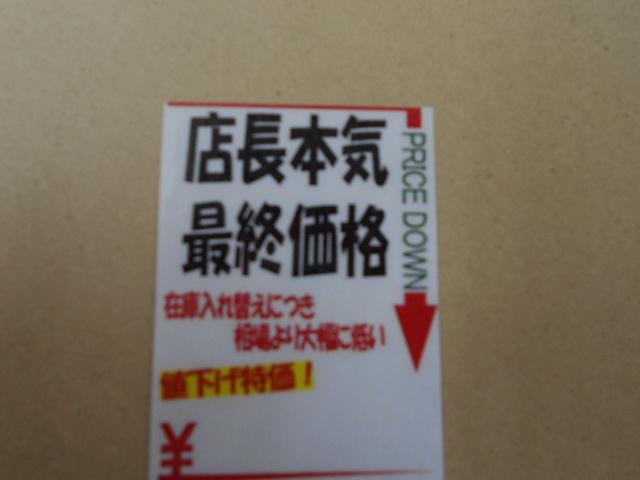 店長本気
最終価格
PRICE DOWN
在庫入れ替えにつき
相場より大幅に低い
値下げ特価！
¥